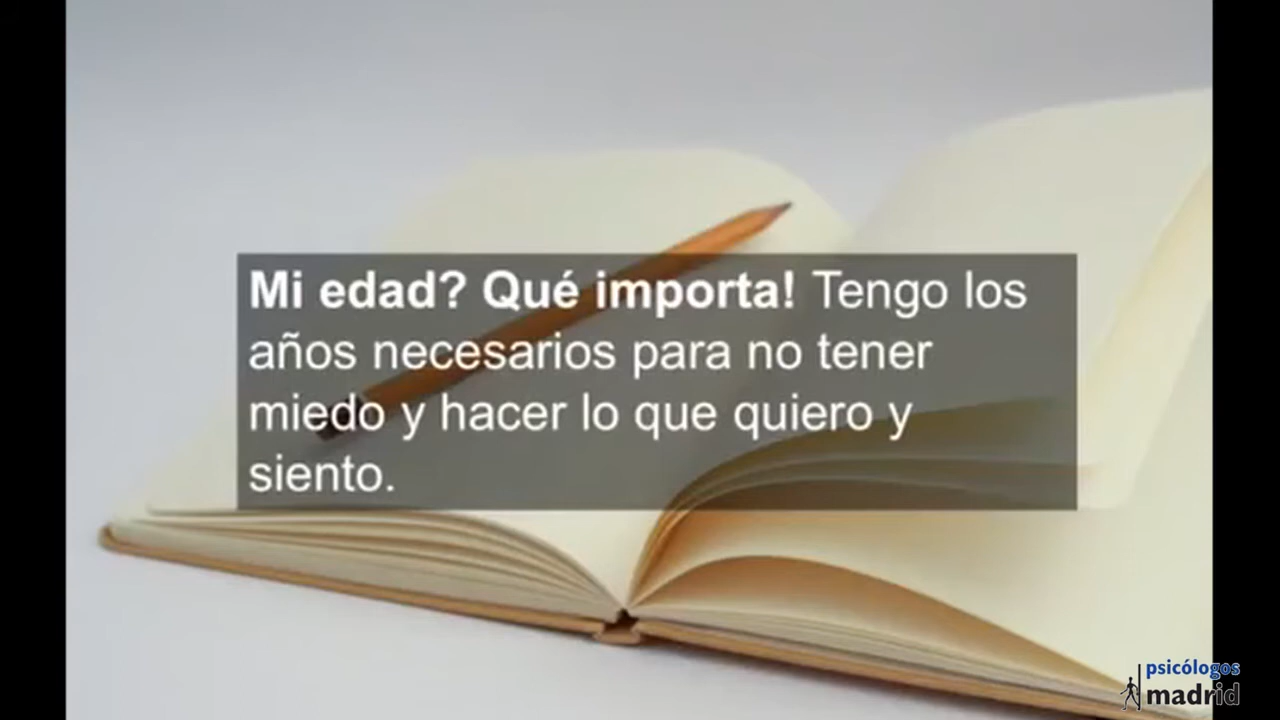 Mi edad? Qué importa! Tengo los
años necesarios para no tener
miedo y hacer lo que quiero y
siento.
psicólogos
madrid